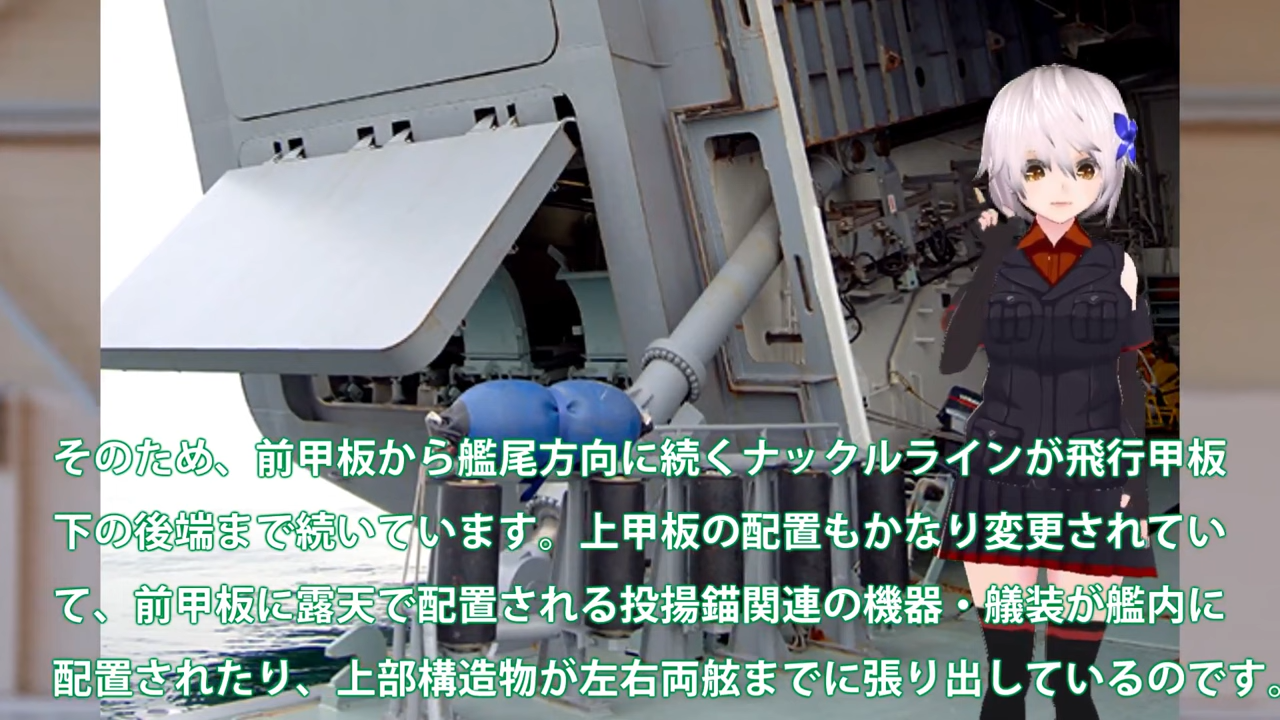 そのため、前甲板から艦尾方向に続くナックルラインが飛行甲板
下の後端まで続いています。上甲板の配置もかなり変更されてい
て、前甲板に露天で配置される投揚錨関連の機器・艤装が艦内に
配置されたり、上部構造物が左右両舷までに張り出しているのです。